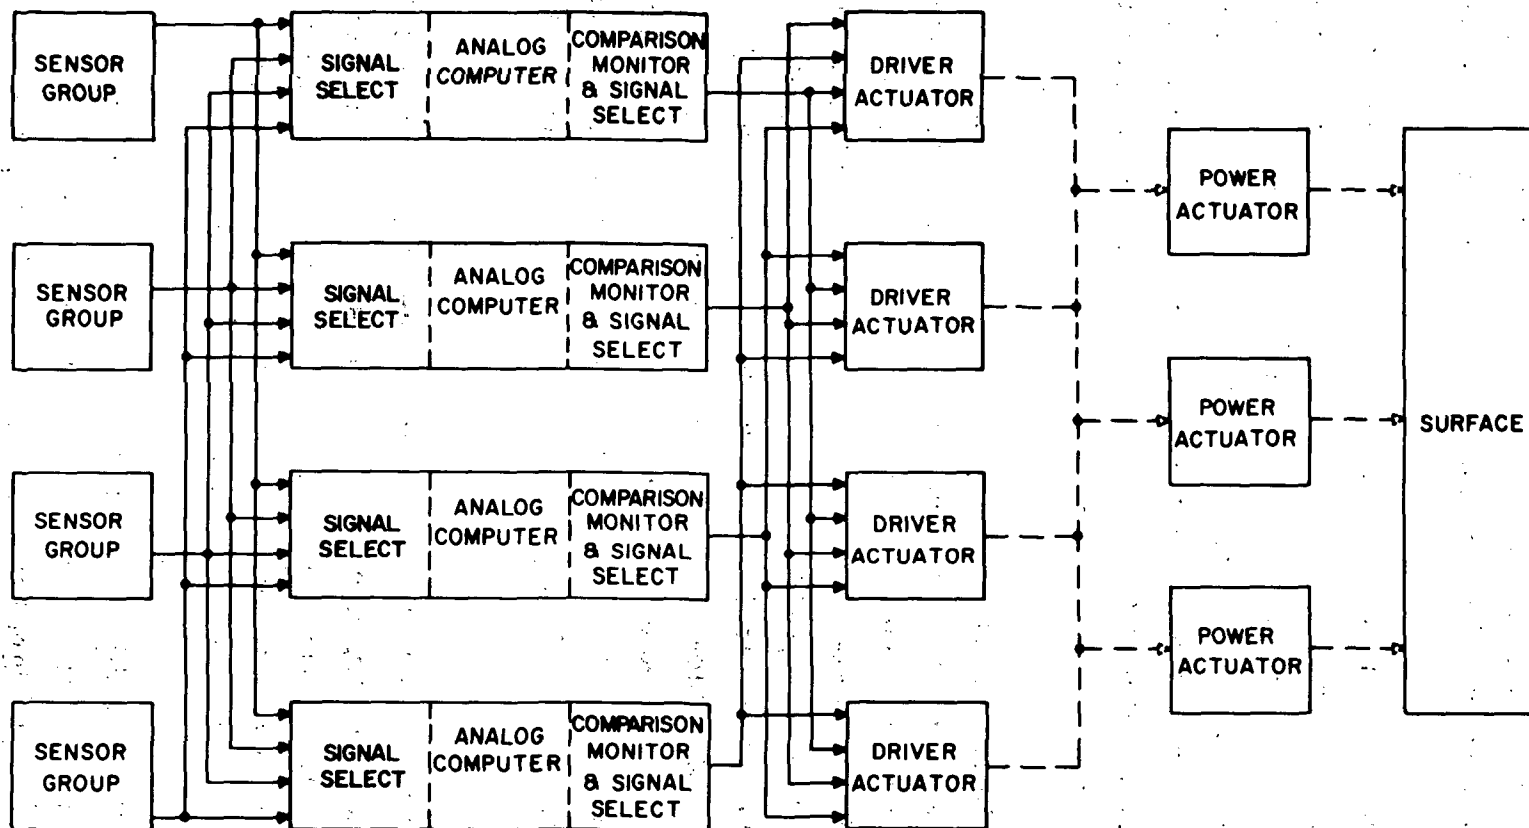 SENSOR
GROUP
SIGNAL
SELECT
ANALOG
COMPUTER
COMPARISON
MONITOR
& SIGNAL
SELECT
DRIVER
ACTUATOR
POWER
ACTUATOR
SENSOR
GROUP
SIGNAL
SELECT
ANALOG
COMPUTER
COMPARISON
MONITOR
& SIGNAL
SELECT
DRIVER
ACTUATOR
POWER
ACTUATOR
SURFACE
SENSOR
GROUP
SIGNAL
SELECT
ANALOG
COMPUTER
COMPARISON
MONITOR
& SIGNAL
SELECT
DRIVER
ACTUATOR
POWER
ACTUATOR
SENSOR
GROUP
SIGNAL
SELECT
ANALOG
COMPUTER
COMPARISON
MONITOR
& SIGNAL
SELECT
DRIVER
ACTUATOR